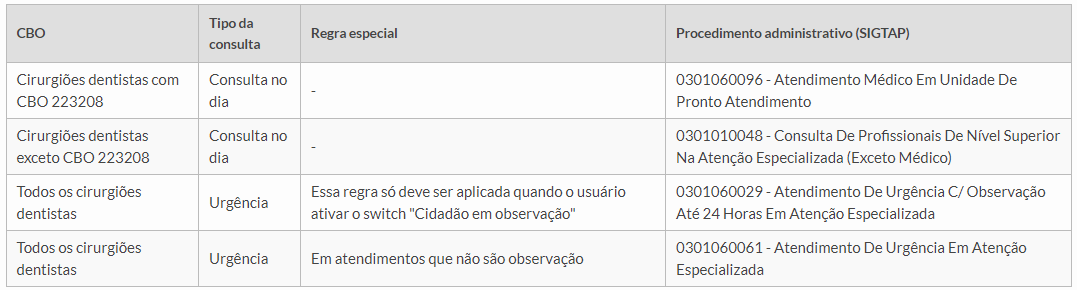 CBO
Tipo da
consulta
Regra especial
Procedimento administrativo (SIGTAP)
Cirurgiões dentistas com
CBO 223208
Consulta no
dia
-
0301060096 - Atendimento Médico Em Unidade De
Pronto Atendimento
Cirurgiões dentistas
exceto CBO 223208
Consulta no
dia
-
0301010048 - Consulta De Profissionais De Nível Superior
Na Atenção Especializada (Exceto Médico)
Todos os cirurgiões
dentistas
Urgência
Essa regra só deve ser aplicada quando o usuário
ativar o switch "Cidadão em observação"
0301060029 - Atendimento De Urgência C/ Observação
Até 24 Horas Em Atenção Especializada
Todos os cirurgiões
dentistas
Urgência
Em atendimentos que não são observação
0301060061 - Atendimento De Urgência Em Atenção
Especializada